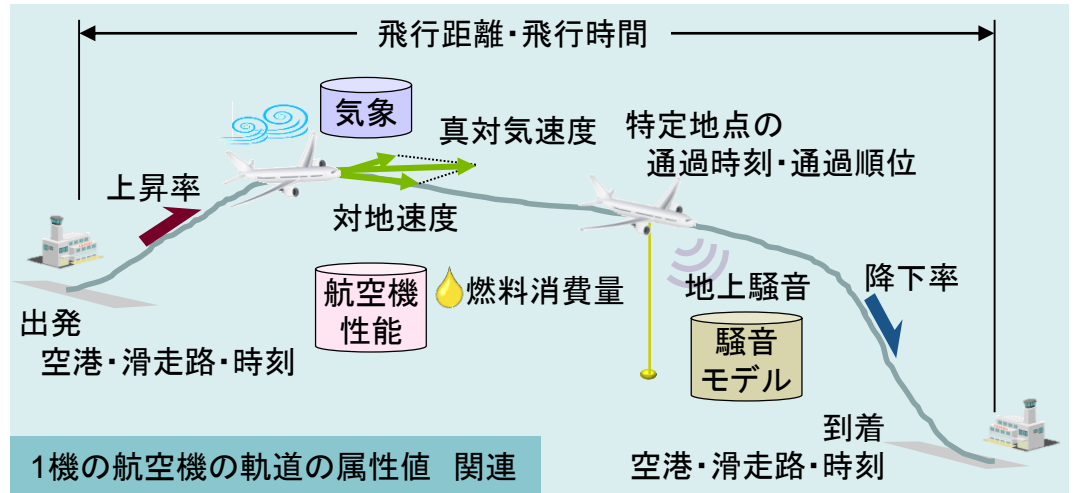 飛行距離・飛行時間
気象
真対気速度
特定地点の
通過時刻・通過順位
上昇率
対地速度
航空機
性能
燃料消費量
地上騒音
降下率
騒音
モデル
出発
空港・滑走路・時刻
到着
空港・滑走路・時刻
1機の航空機の軌道の属性値 関連